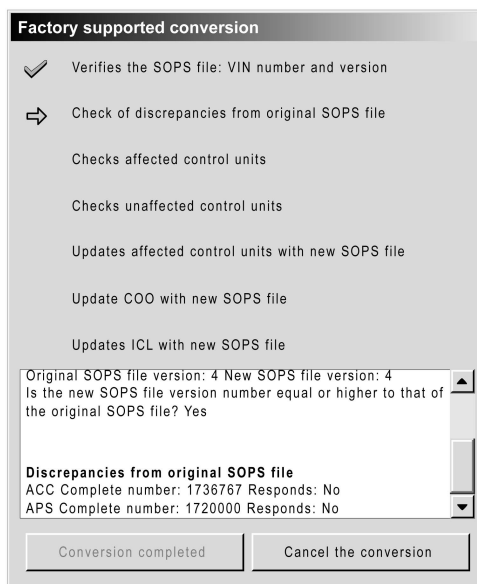 Factory supported conversion
Verifies the SOPS file: VIN number and version
Check of discrepancies from original SOPS file
Checks affected control units
Checks unaffected control units
Updates affected control units with new SOPS file
Update COO with new SOPS file
Updates ICL with new SOPS file
Original SOPS file version: 4 New SOPS file version: 4
Is the new SOPS file version number equal or higher to that of
the original SOPS file? Yes
Discrepancies from original SOPS file
ACC Complete number: 1736767 Responds: No
APS Complete number: 1720000 Responds: No
Conversion completed
Cancel the conversion